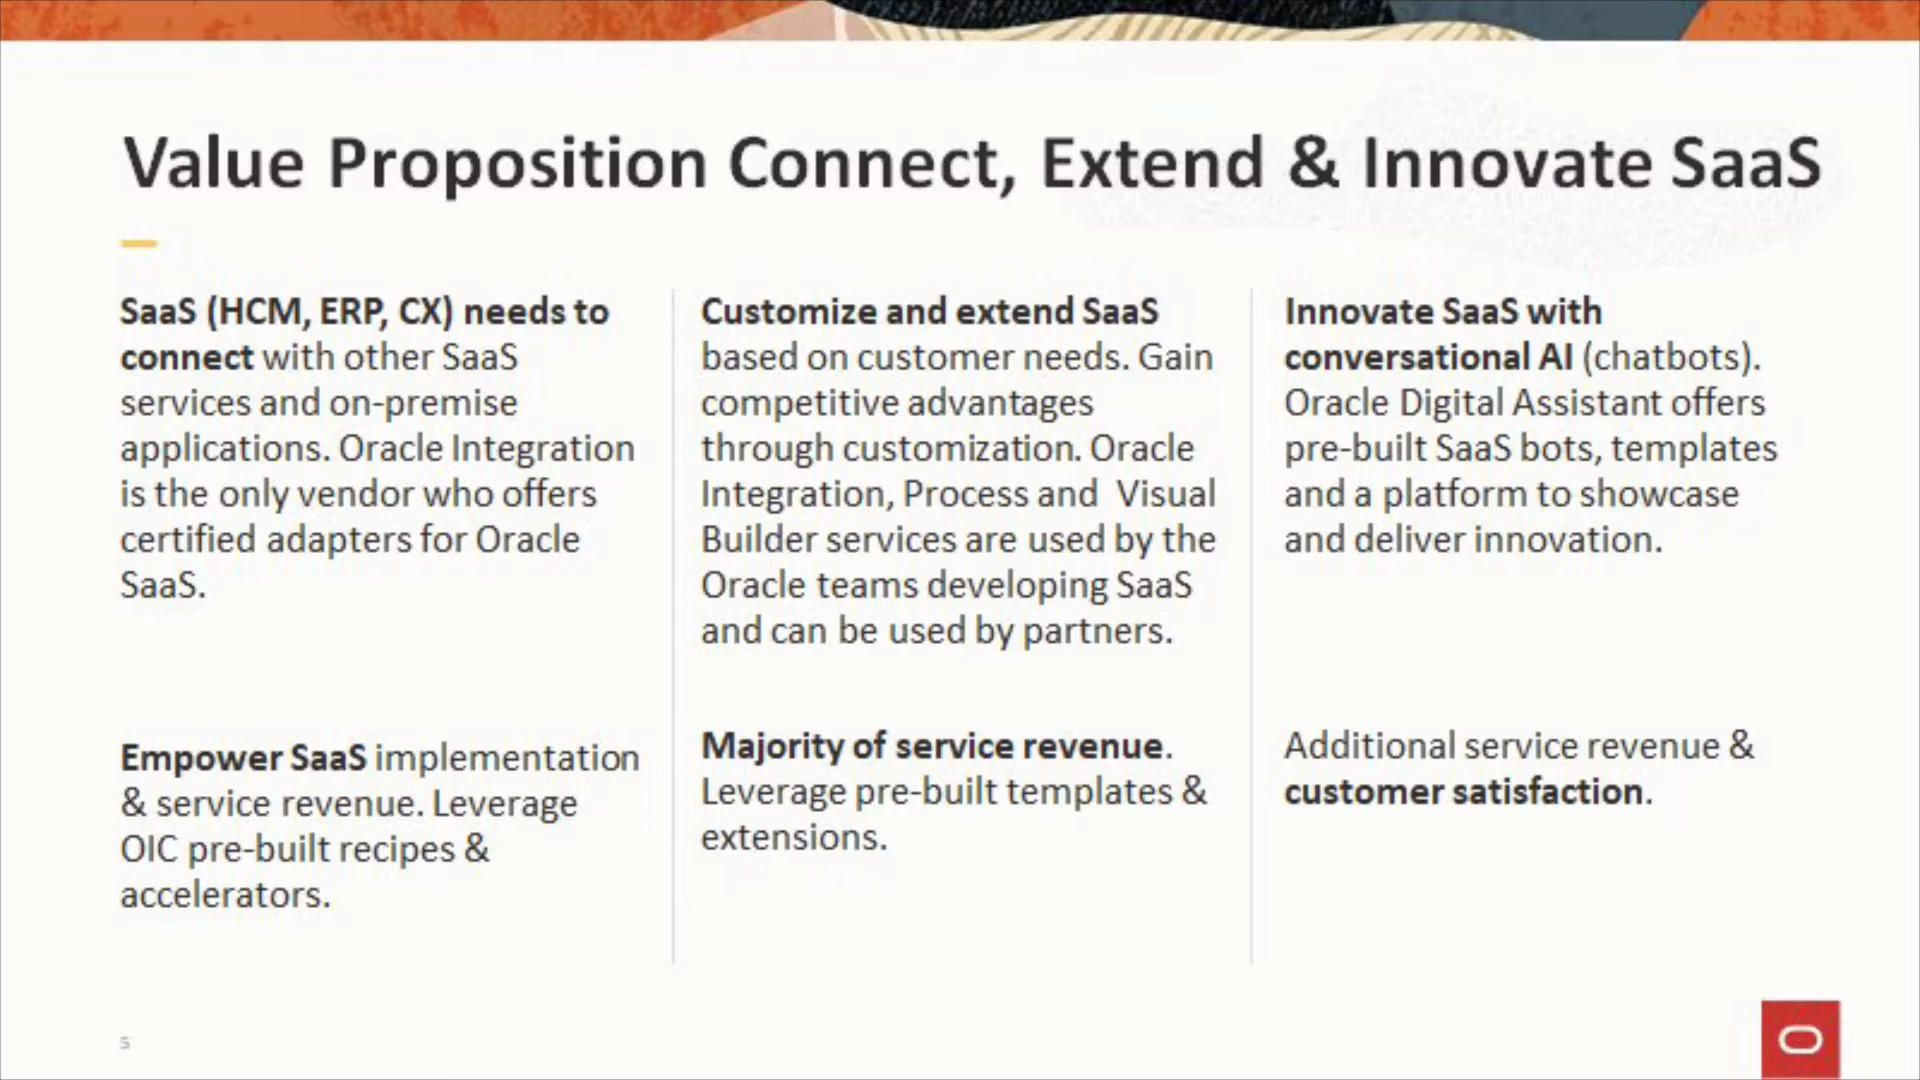 Value Proposition Connect, Extend & Innovate SaaS
SaaS (HCM, ERP, CX) needs to
connect with other SaaS
services and on-premise
applications. Oracle Integration
is the only vendor who offers
certified adapters for Oracle
SaaS.
Empower SaaS implementation
& service revenue. Leverage
OIC pre-built recipes &
accelerators.
Customize and extend SaaS
based on customer needs. Gain
competitive advantages
through customization. Oracle
Integration, Process and  Visual
Builder services are used by the
Oracle teams developing SaaS
and can be used by partners.
Majority of service revenue.
Leverage pre-built templates &
extensions.
Innovate SaaS with
conversational AI (chatbots).
Oracle Digital Assistant offers
pre-built SaaS bots, templates
and a platform to showcase
and deliver innovation.
Additional service revenue &
customer satisfaction.
5